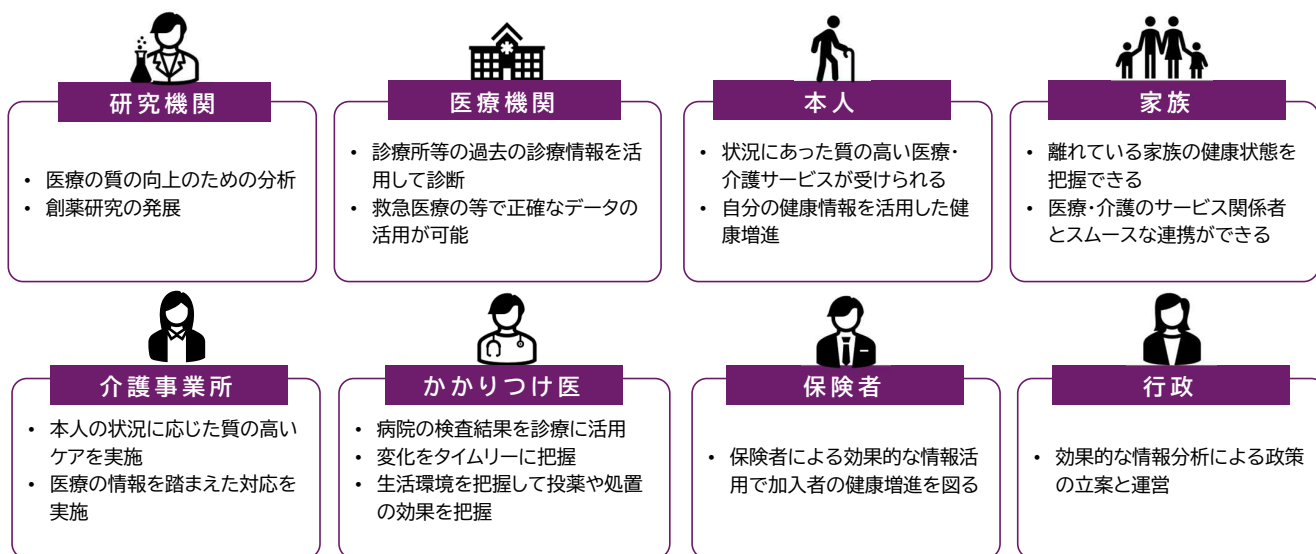 研究機関
・ 医療の質の向上のための分析
・ 創薬研究の発展
医療機関
・ 診療所等の過去の診療情報を活
用して診断
・ 救急医療の等で正確なデータの
活用が可能
本人
・ 状況にあった質の高い医療・
介護サービスが受けられる
・ 自分の健康情報を活用した健
康増進
家族
・ 離れている家族の健康状態を
把握できる
・ 医療・介護のサービス関係者
とスムースな連携ができる
介護事業所
・ 本人の状況に応じた質の高い
ケアを実施
・ 医療の情報を踏まえた対応を
実施
かかりつけ医
・ 病院の検査結果を診療に活用
・ 変化をタイムリーに把握
・ 生活環境を把握して投薬や処置
の効果を把握
保険者
・ 保険者による効果的な情報活
用で加入者の健康増進を図る
行政
・ 効果的な情報分析による政策
の立案と運営